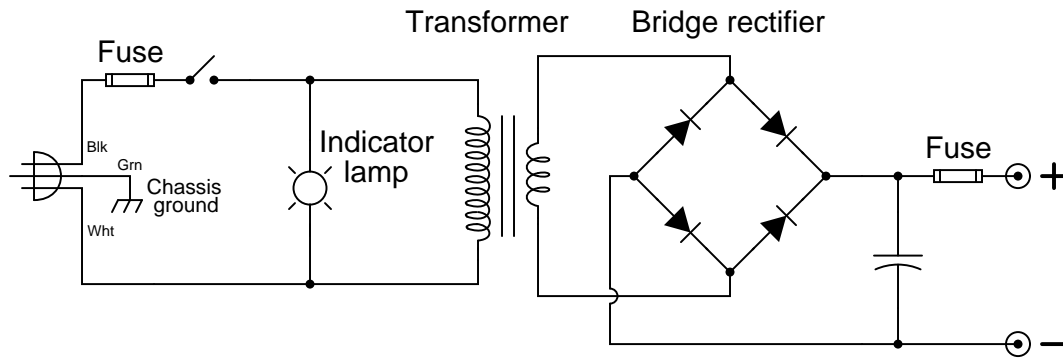 Transformer
Bridge rectifier
Fuse
Blk
Grn
Chassis
ground
Wht
Indicator
lamp
Fuse
+
-